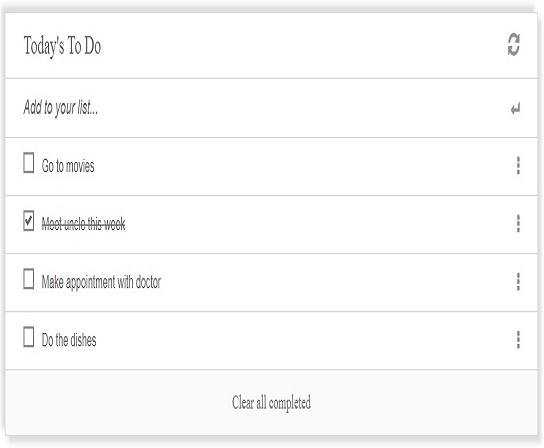 Today's To Do
Add to your list...
Go to movies
Meet uncle this week
Make appointment with doctor
Do the dishes
Clear all completed